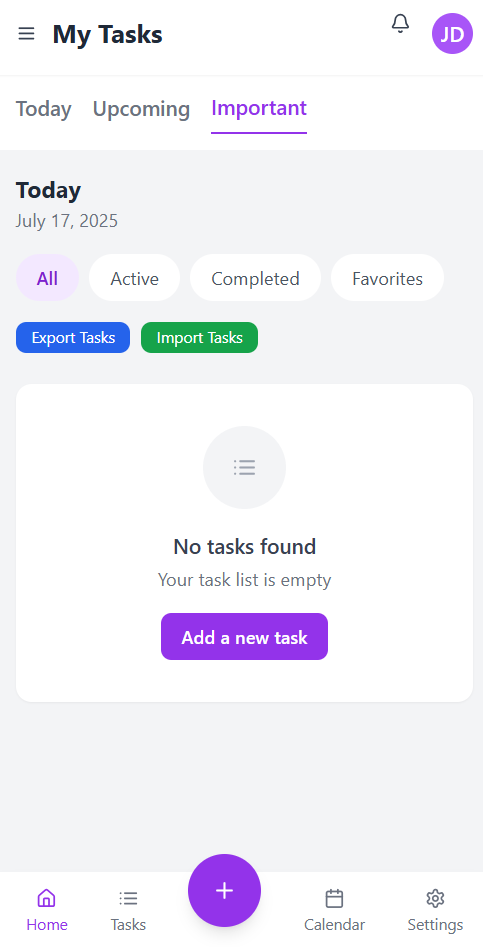 My Tasks
JD
Today Upcoming Important
Today
July 17, 2025
All Active Completed Favorites
Export Tasks Import Tasks
No tasks found
Your task list is empty
Add a new task
Home Tasks Calendar Settings